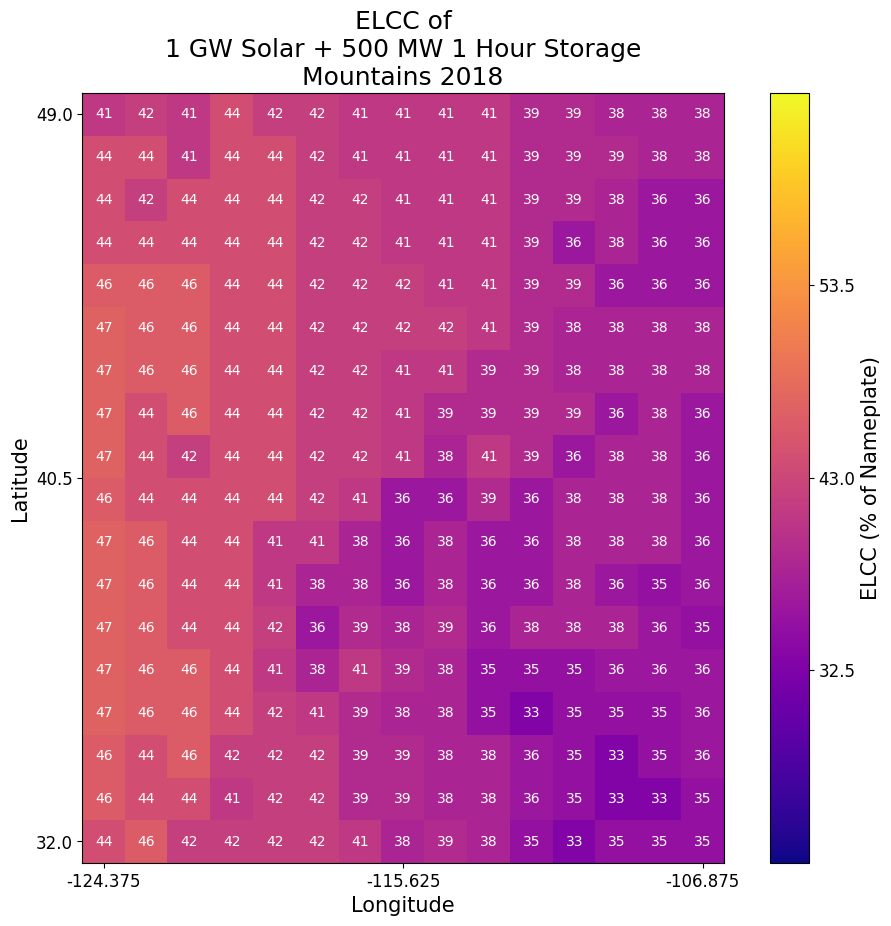 ELCC of
1 GW Solar + 500 MW 1 Hour Storage
Mountains 2018
49.0 41 42 41 44 42 42 41 41 41 41 39 39 38 38 38
44 44 41 44 44 42 41 41 41 41 39 39 39 38 38
44 42 44 44 44 42 42 41 41 41 39 39 38 36 36
44 44 44 44 44 42 42 41 41 41 39 36 38 36 36
46 46 46 44 44 42 42 42 41 41 39 39 36 36 36
53.5
47 46 46 44 44 42 42 42 42 41 39 38 38 38 38
47 46 46 44 44 42 42 41 41 39 39 38 38 38 38
47 44 46 44 44 42 42 41 39 39 39 39 36 38 36
47 44 42 44 44 42 42 41 38 41 39 36 38 38 36
40.5
43.0
46 44 44 44 44 42 41 36 36 39 36 38 38 38 36
47 46 44 44 41 41 38 36 38 36 36 38 38 38 36
47 46 44 44 41 38 38 36 38 36 36 38 36 35 36
47 46 44 44 42 36 39 38 39 36 38 38 38 36 35
47 46 46 44 41 38 41 39 38 35 35 35 36 36 36
32.5
47 46 46 44 42 41 39 38 38 35 33 35 35 35 36
46 44 46 42 42 42 39 39 38 38 36 35 33 35 36
46 44 44 41 42 42 39 39 38 38 36 35 33 33 35
32.0 44 46 42 42 42 42 41 38 39 38 35 33 35 35 35
-124.375 -115.625 -106.875
Longitude
Latitude
ELCC (% of Nameplate)